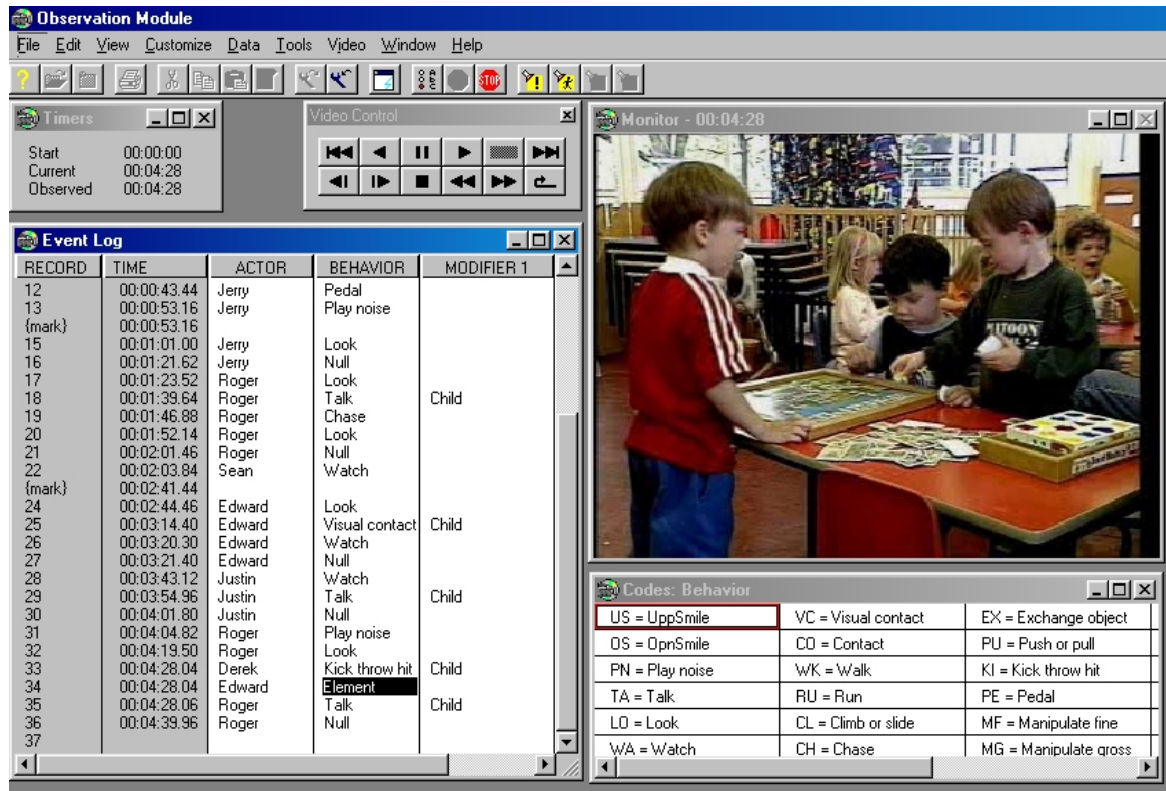 Observation Module
File Edit View Customize Data Tools Video Window Help
? STOP ! 
Timers
Start 00:00:00
Current 00:04:28
Observed 00:04:28
Video Control
Monitor - 00:04:28
Event Log
RECORD TIME ACTOR BEHAVIOR MODIFIER 1
12 00:00:43.44 Jerry Pedal
13 00:00:53.16 Jerry Play noise
{mark} 00:00:53.16
15 00:01:01.00 Jerry Look
16 00:01:21.62 Jerry Null
17 00:01:23.52 Roger Look
18 00:01:39.64 Roger Talk Child
19 00:01:46.88 Roger Chase
20 00:01:52.14 Roger Look
21 00:02:01.46 Roger Null
22 00:02:03.84 Sean Watch
{mark} 00:02:41.44
24 00:02:44.46 Edward Look
25 00:03:14.40 Edward Visual contact Child
26 00:03:20.30 Edward Watch
27 00:03:21.40 Edward Null
28 00:03:43.12 Justin Watch
29 00:03:54.96 Justin Talk Child
30 00:04:01.80 Justin Null
31 00:04:04.82 Roger Play noise
32 00:04:19.50 Roger Look
33 00:04:28.04 Derek Kick throw hit Child
34 00:04:28.04 Edward Element
35 00:04:28.06 Roger Talk Child
36 00:04:39.96 Roger Null
37
Codes: Behavior
US = UppSmile VC = Visual contact EX = Exchange object
OS = OpnSmile CO = Contact PU = Push or pull
PN = Play noise WK = Walk KI = Kick throw hit
TA = Talk RU = Run PE = Pedal
LO = Look CL = Climb or slide MF = Manipulate fine
WA = Watch CH = Chase MG = Manipulate gross